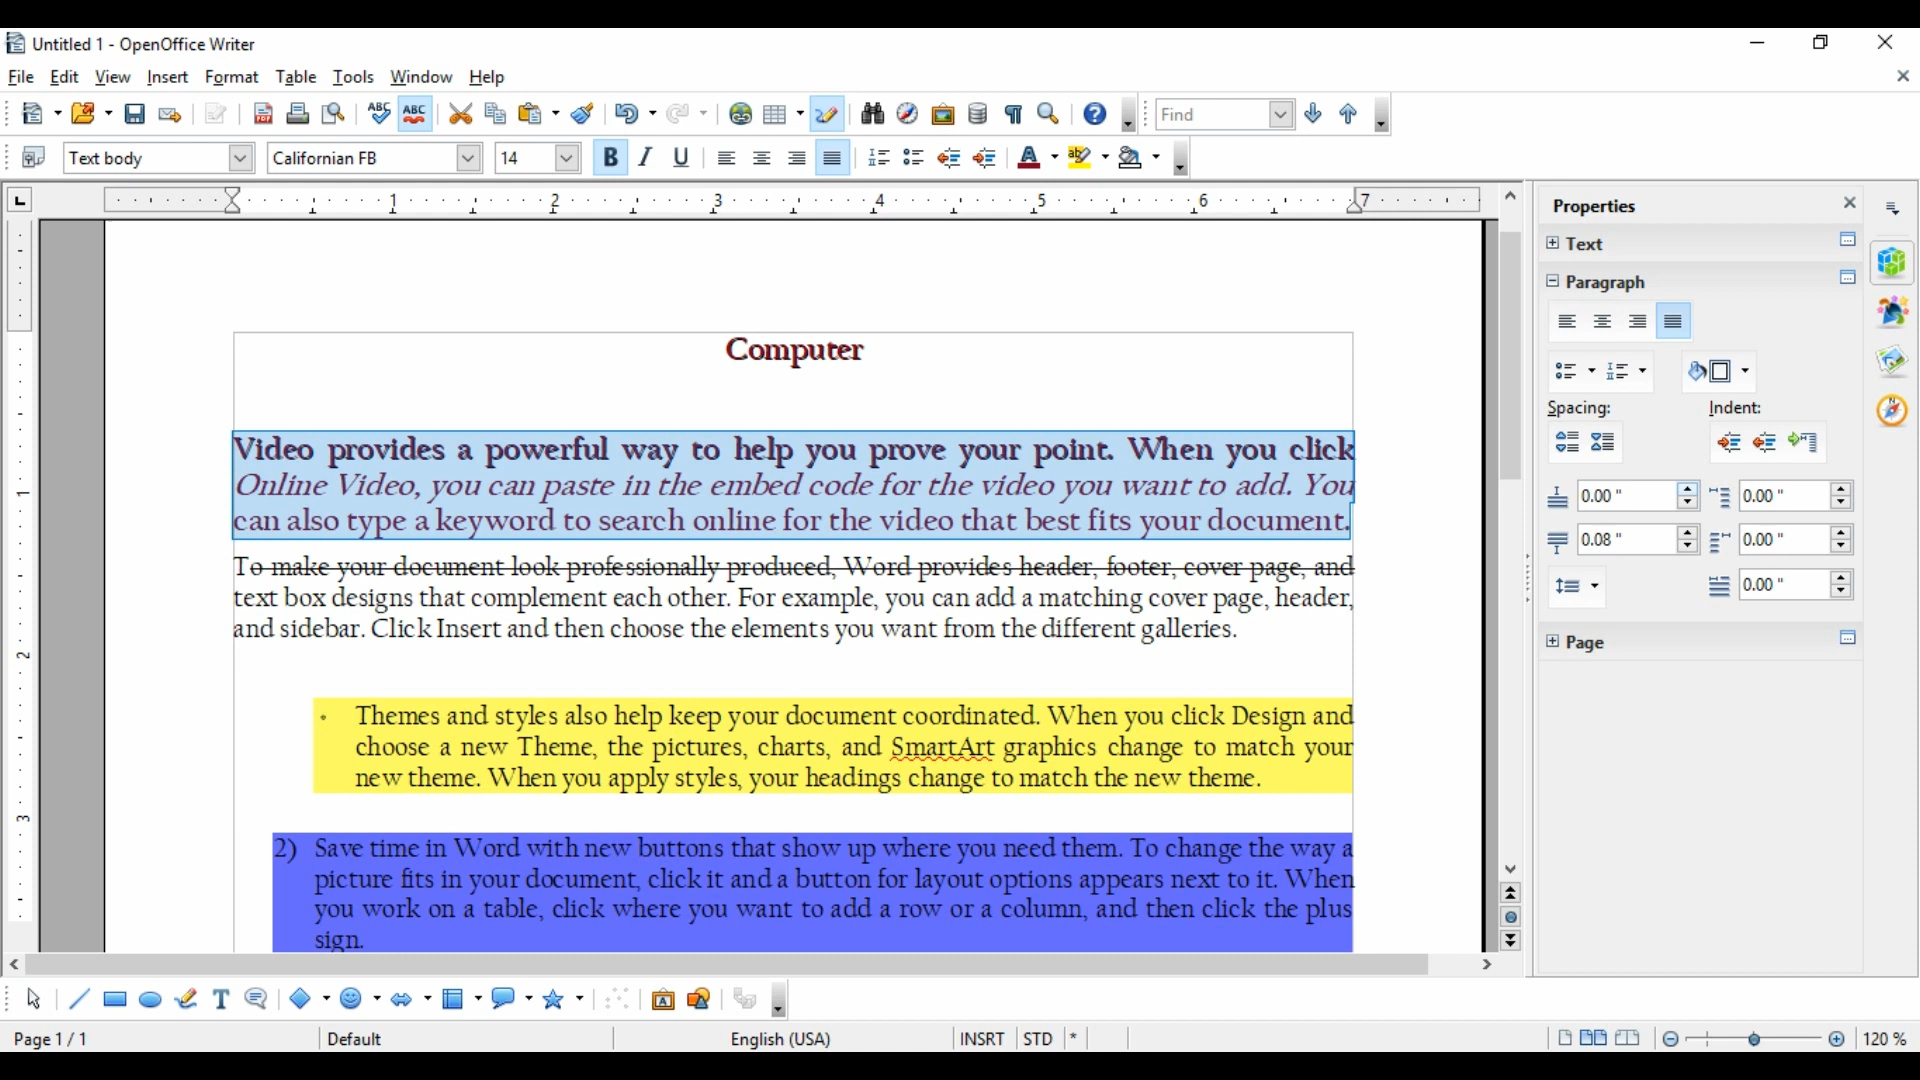 Untitled 1 - OpenOffice Writer
File Edit View Insert Format Table Tools Window Help
ABC ABC Find
Text body Californian FB 14 B I U
1 2 3 4 5 6 7
Properties
Text
Paragraph
Spacing: Indent:
0.00 " 0.00 "
0.08 " 0.00 "
0.00 "
Page
Computer
Video provides a powerful way to help you prove your point. When you click
Online Video, you can paste in the embed code for the video you want to add. You
can also type a keyword to search online for the video that best fits your document.
To make your document look professionally produced, Word provides header, footer, cover page, and
text box designs that complement each other. For example, you can add a matching cover page, header,
and sidebar. Click Insert and then choose the elements you want from the different galleries.
• Themes and styles also help keep your document coordinated. When you click Design and
choose a new Theme, the pictures, charts, and SmartArt graphics change to match your
new theme. When you apply styles, your headings change to match the new theme.
2) Save time in Word with new buttons that show up where you need them. To change the way a
picture fits in your document, click it and a button for layout options appears next to it. When
you work on a table, click where you want to add a row or a column, and then click the plus
sign.
1
2
3
Page 1 / 1 Default English (USA) INSRT STD * 120 %